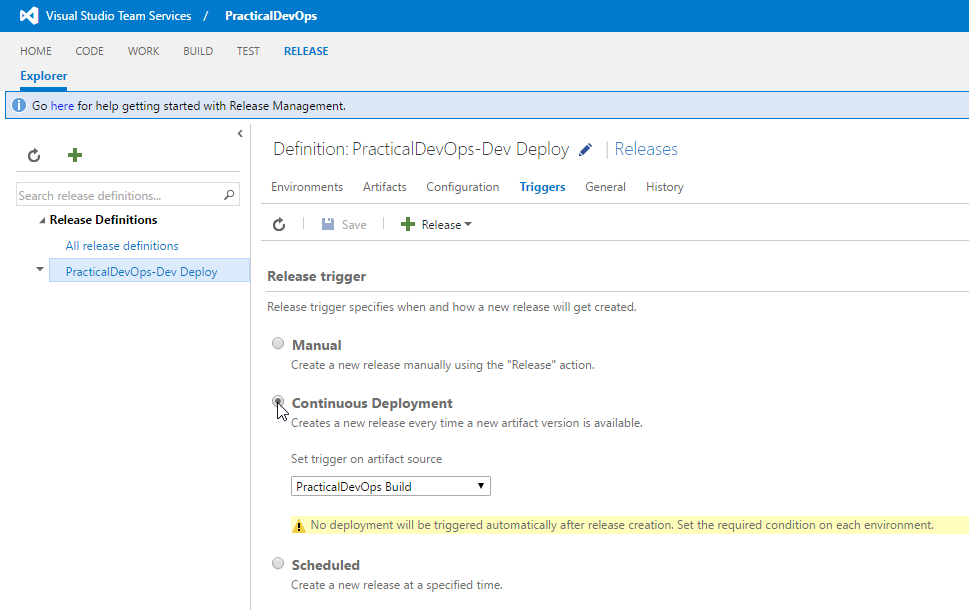 Visual Studio Team Services / PracticalDevOps
HOME CODE WORK BUILD TEST RELEASE
Explorer
Go here for help getting started with Release Management.
Search release definitions...
Release Definitions
All release definitions
PracticalDevOps-Dev Deploy
Definition: PracticalDevOps-Dev Deploy | Releases
Environments Artifacts Configuration Triggers General History
Save Release
Release trigger
Release trigger specifies when and how a new release will get created.
Manual
Create a new release manually using the "Release" action.
Continuous Deployment
Creates a new release every time a new artifact version is available.
Set trigger on artifact source
PracticalDevOps Build
No deployment will be triggered automatically after release creation. Set the required condition on each environment.
Scheduled
Create a new release at a specified time.